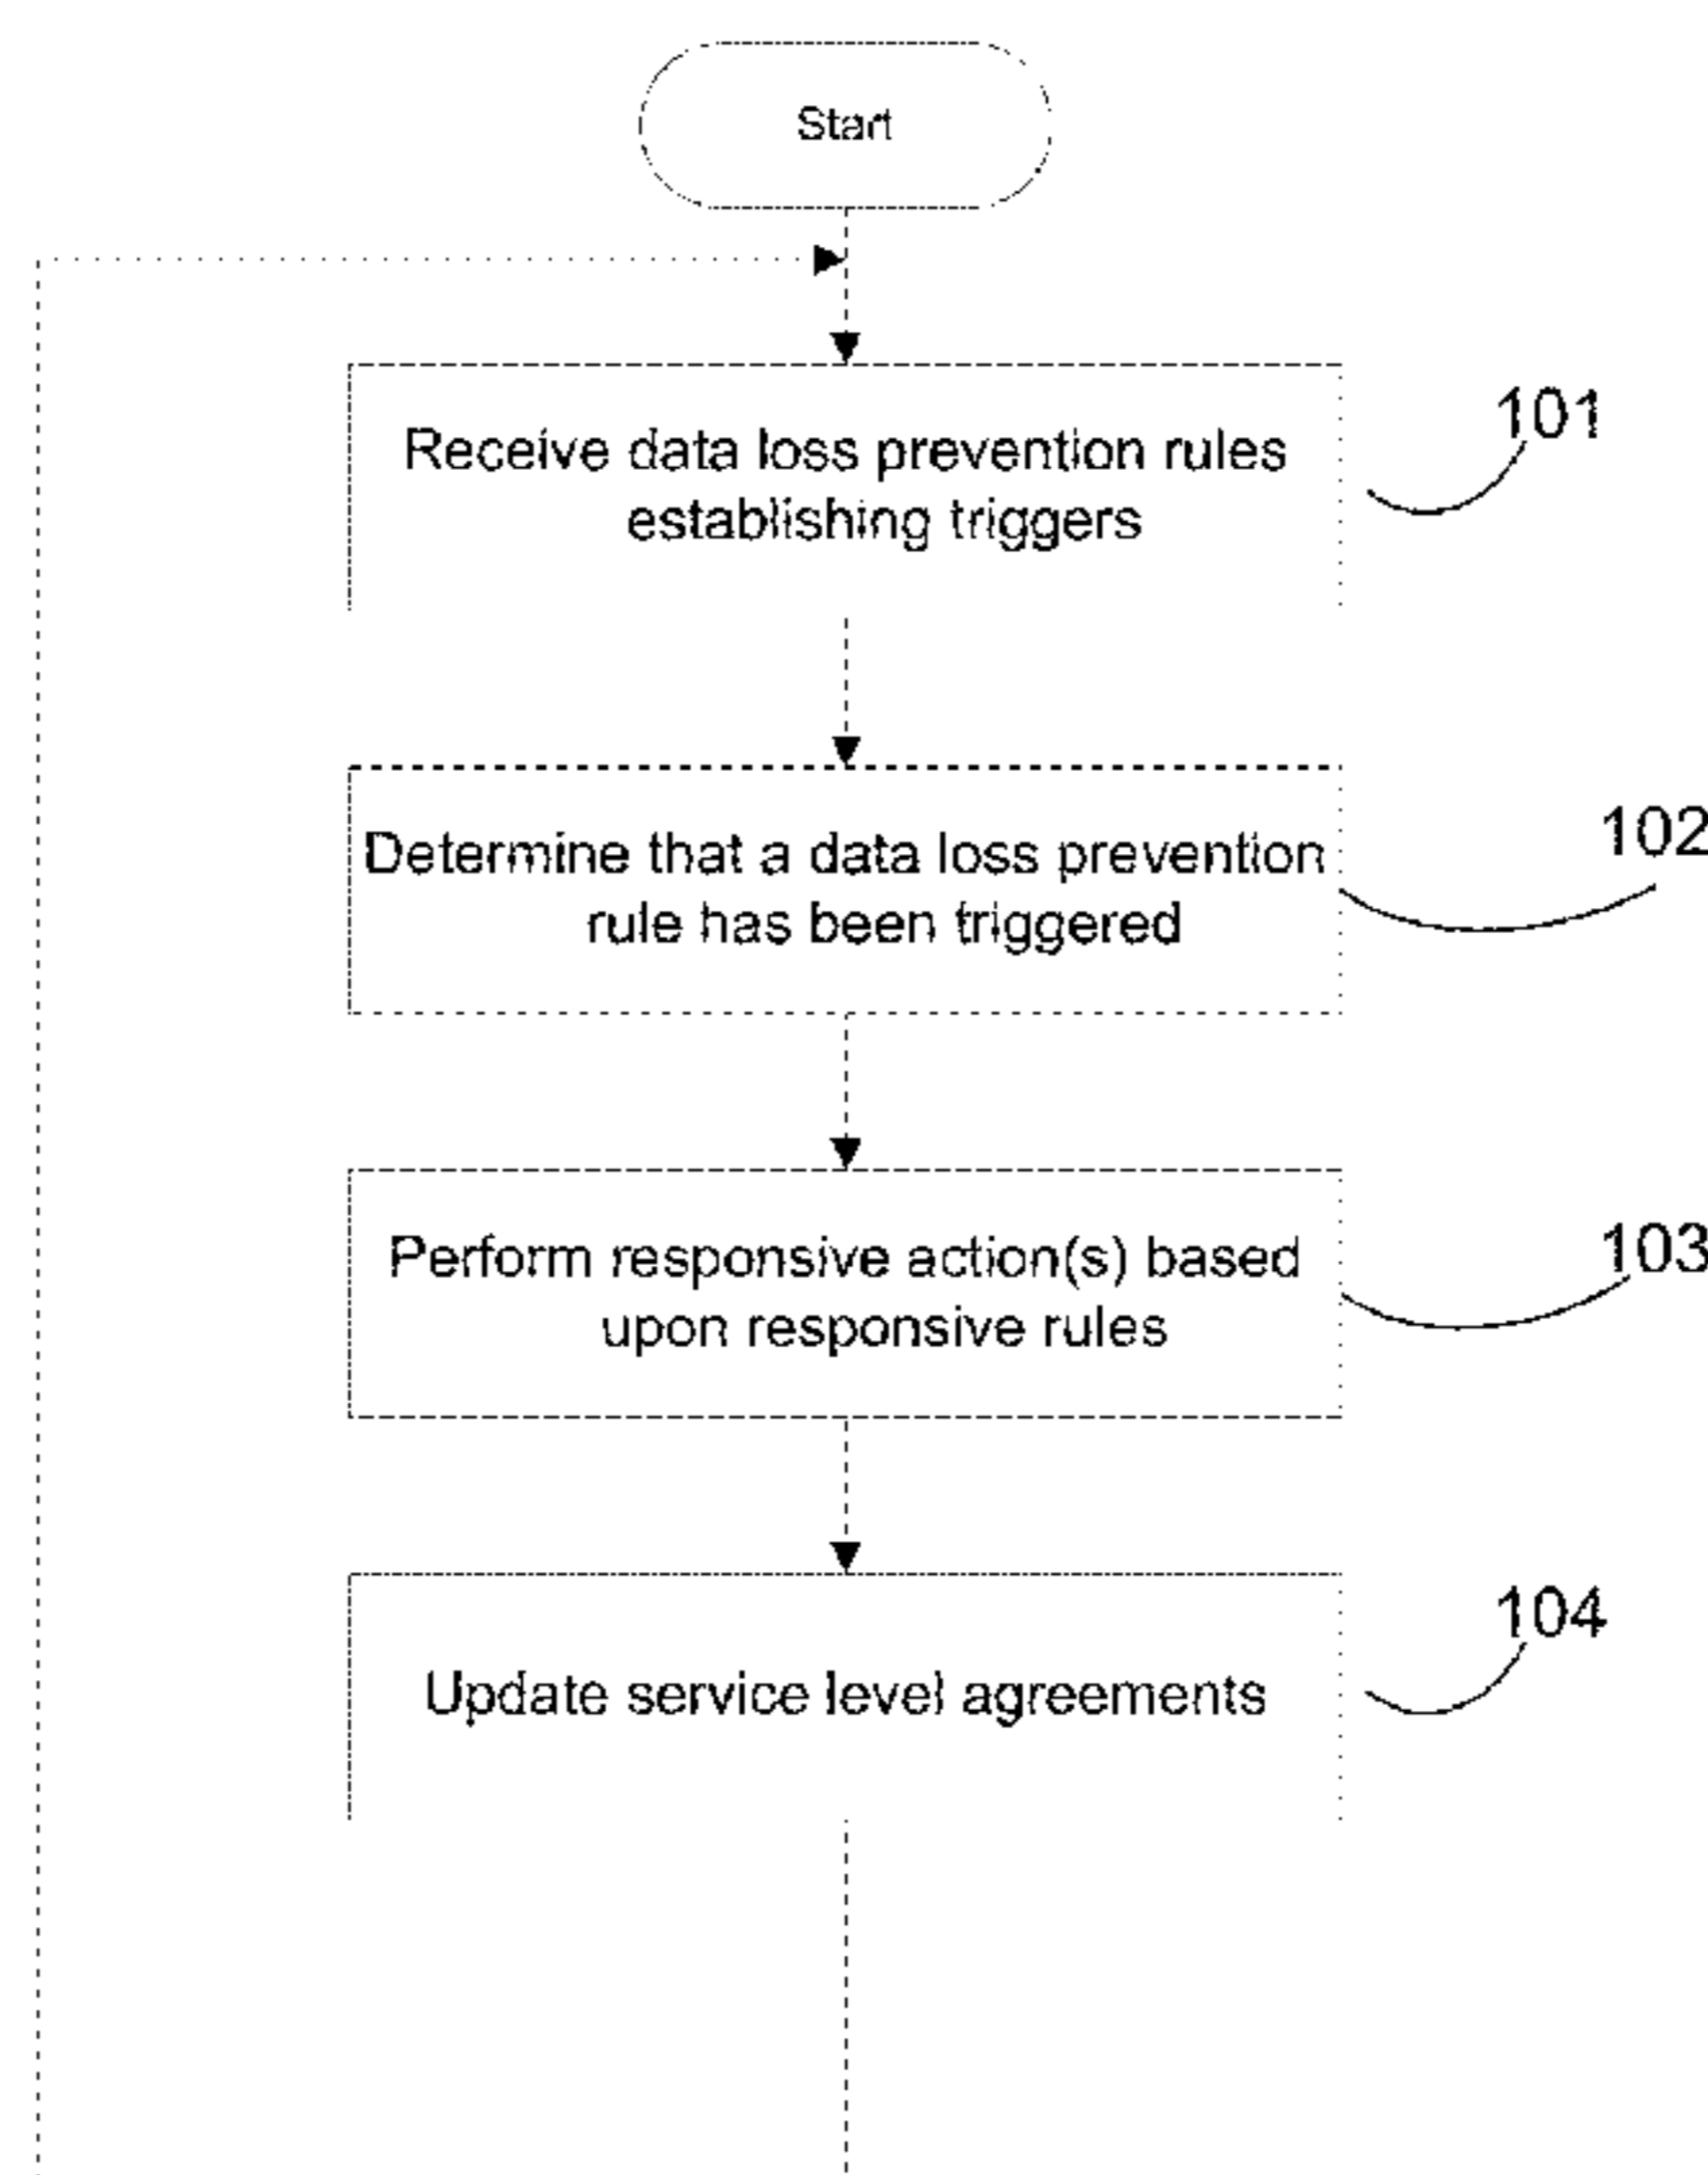 Start
101
Receive data loss prevention rules
establishing triggers
102
Determine that a data loss prevention
rule has been triggered
103
Perform responsive action(s) based
upon responsive rules
104
Update service level agreements